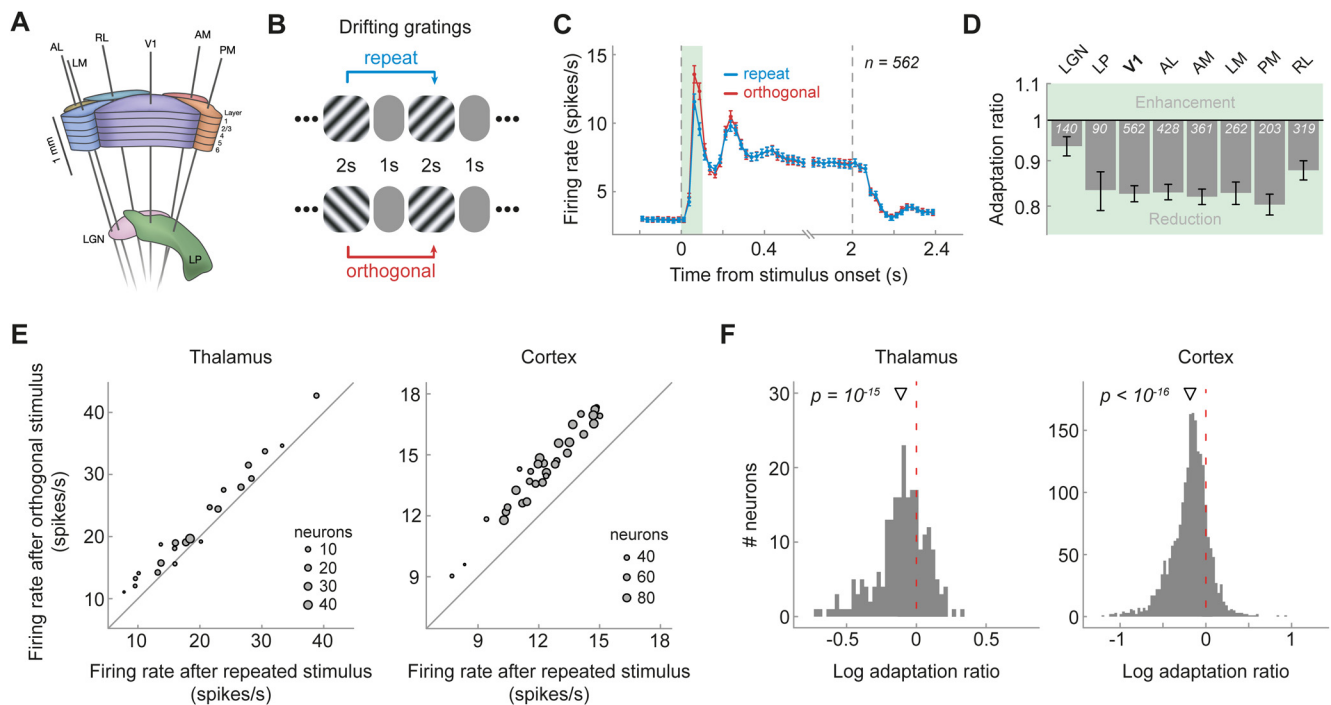 A
AL
LM
RL
V1
AM
PM
Layer
1
2/3
4
5
6
1 mm
LGN
LP
B
Drifting gratings
repeat
••• •••
2s 1s 2s 1s
••• •••
orthogonal
C
Firing rate (spikes/s)
15
10
5
repeat
orthogonal
n = 562
0 0.4 2 2.4
Time from stimulus onset (s)
D
LGN LP V1 AL AM LM PM RL
Adaptation ratio
1.1
1
0.9
0.8
Enhancement
140 90 562 428 361 262 203 319
Reduction
E
Thalamus
Firing rate after orthogonal stimulus
(spikes/s)
40
30
20
10
neurons
10
20
30
40
10 20 30 40
Firing rate after repeated stimulus
(spikes/s)
Cortex
18
15
12
9
neurons
40
60
80
9 12 15 18
Firing rate after repeated stimulus
(spikes/s)
F
Thalamus
# neurons
30
20
10
0
p = 10-15
-0.5 0 0.5
Log adaptation ratio
Cortex
150
100
50
0
p < 10-16
-1 0 1
Log adaptation ratio